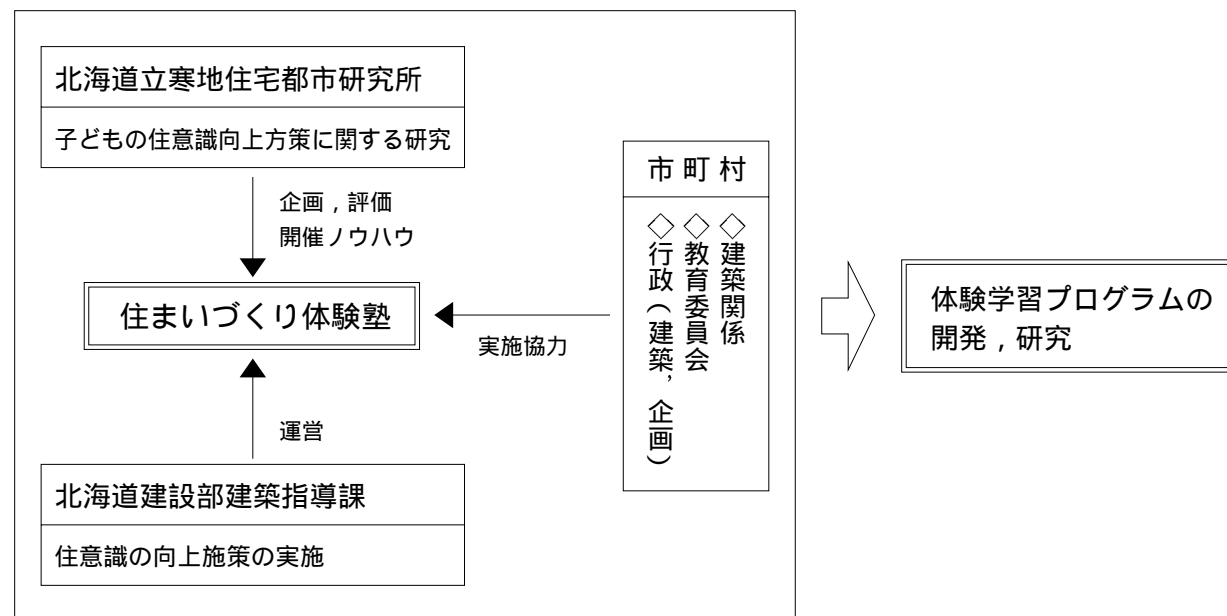 北海道立寒地住宅都市研究所
子どもの住意識向上方策に関する研究
企画，評価
開催ノウハウ
住まいづくり体験塾
実施協力
運営
北海道建設部建築指導課
住意識の向上施策の実施
市町村
◇建築関係
◇教育委員会
◇行政（建築，企画）
体験学習プログラムの
開発，研究